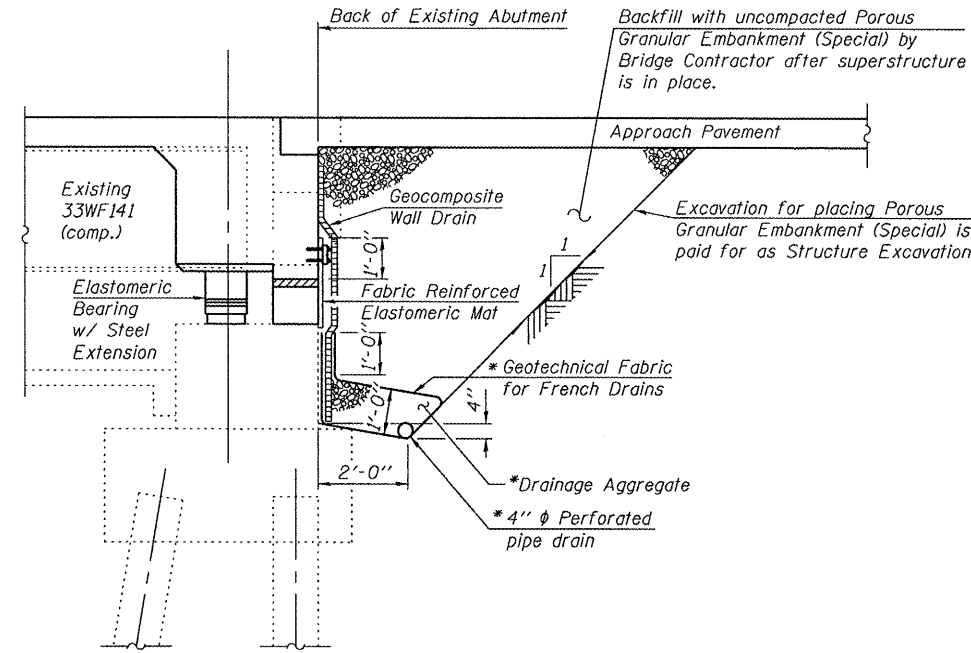 Back of Existing Abutment
Backfill with uncompacted Porous
Granular Embankment (Special) by
Bridge Contractor after superstructure
is in place.
Approach Pavement
Existing
33WF141
(comp.)
Geocomposite
Wall Drain
Excavation for placing Porous
Granular Embankment (Special) is
paid for as Structure Excavation
1
1
1'-0"
Elastomeric
Bearing
w/ Steel
Extension
Fabric Reinforced
Elastomeric Mat
1'-0"
* Geotechnical Fabric
for French Drains
1'-0"
4"
2'-0"
*Drainage Aggregate
* 4" ϕ Perforated
pipe drain